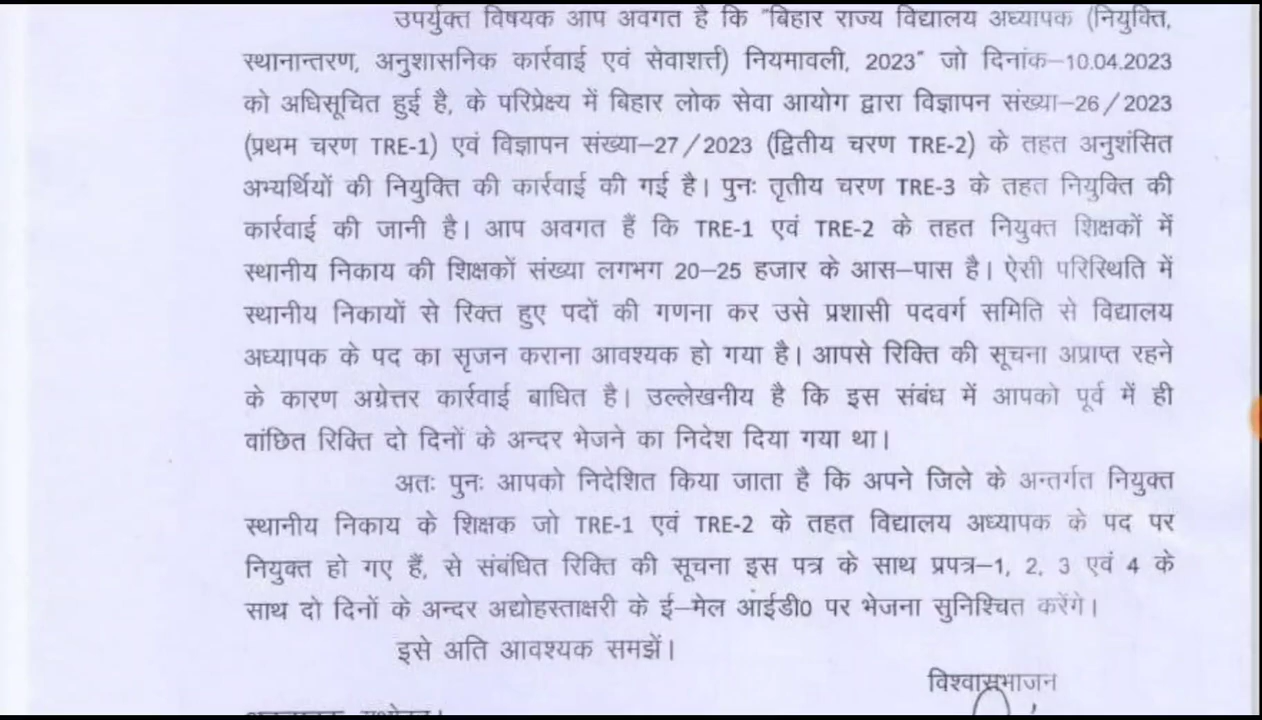 उपर्युक्त विषयक आप अवगत है कि "बिहार राज्य विद्यालय अध्यापक (नियुक्ति,
स्थानान्तरण, अनुशासनिक कार्रवाई एवं सेवाशर्त्त) नियमावली, 2023" जो दिनांक–10.04.2023
को अधिसूचित हुई है, के परिप्रेक्ष्य में बिहार लोक सेवा आयोग द्वारा विज्ञापन संख्या–26/2023
(प्रथम चरण TRE-1) एवं विज्ञापन संख्या–27/2023 (द्वितीय चरण TRE-2) के तहत अनुशंसित
अभ्यर्थियों की नियुक्ति की कार्रवाई की गई है। पुनः तृतीय चरण TRE-3 के तहत नियुक्ति की
कार्रवाई की जानी है। आप अवगत हैं कि TRE-1 एवं TRE-2 के तहत नियुक्त शिक्षकों में
स्थानीय निकाय की शिक्षकों संख्या लगभग 20–25 हजार के आस–पास है। ऐसी परिस्थिति में
स्थानीय निकायों से रिक्त हुए पदों की गणना कर उसे प्रशासी पदवर्ग समिति से विद्यालय
अध्यापक के पद का सृजन कराना आवश्यक हो गया है। आपसे रिक्ति की सूचना अप्राप्त रहने
के कारण अग्रेत्तर कार्रवाई बाधित है। उल्लेखनीय है कि इस संबंध में आपको पूर्व में ही
वांछित रिक्ति दो दिनों के अन्दर भेजने का निदेश दिया गया था।
अतः पुनः आपको निदेशित किया जाता है कि अपने जिले के अन्तर्गत नियुक्त
स्थानीय निकाय के शिक्षक जो TRE-1 एवं TRE-2 के तहत विद्यालय अध्यापक के पद पर
नियुक्त हो गए हैं, से संबंधित रिक्ति की सूचना इस पत्र के साथ प्रपत्र–1, 2, 3 एवं 4 के
साथ दो दिनों के अन्दर अद्योहस्ताक्षरी के ई–मेल आंईडी0 पर भेजना सुनिश्चित करेंगे।
इसे अति आवश्यक समझें।
विश्वासभाजन